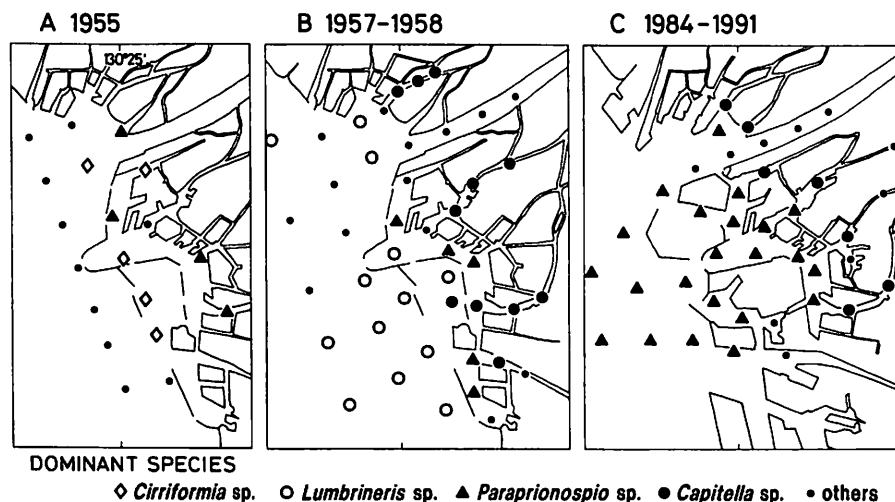 A 1955
B 1957-1958
C 1984-1991
130°25'
DOMINANT SPECIES
◊ Cirriformia sp. ○ Lumbrineris sp. ▲ Paraprionospio sp. ● Capitella sp. • others